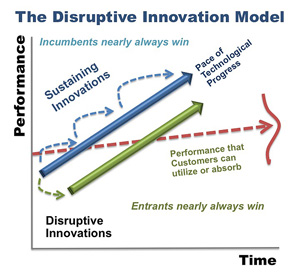 The Disruptive Innovation Model
Incumbents nearly always win
Performance
Sustaining
Innovations
Pace of
Technological
Progress
Performance that
Customers can
utilize or absorb
Disruptive
Innovations
Entrants nearly always win
Time